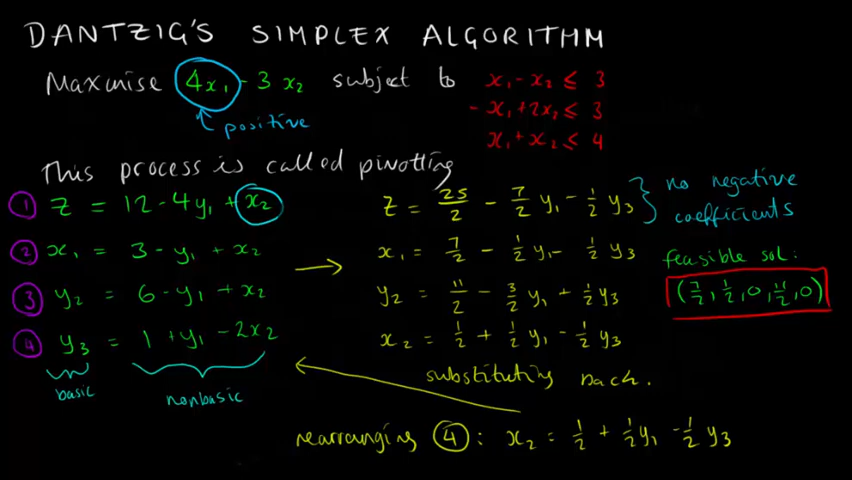 DANTZIG'S SIMPLEX ALGORITHM
Maximise 4x₁ - 3x₂ subject to x₁ - x₂ ≤ 3
- x₁ + 2x₂ ≤ 3
x₁ + x₂ ≤ 4
positive
This process is called pivotting
① z = 12 - 4y₁ + x₂
② x₁ = 3 - y₁ + x₂
③ y₂ = 6 - y₁ + x₂
④ y₃ = 1 + y₁ - 2x₂
basic
nonbasic
z = 25/2 - 7/2 y₁ - 1/2 y₃
x₁ = 7/2 - 1/2 y₁ - 1/2 y₃
y₂ = 11/2 - 3/2 y₁ + 1/2 y₃
x₂ = 1/2 + 1/2 y₁ - 1/2 y₃
no negative
coefficients
feasible sol:
(7/2, 1/2, 0, 11/2, 0)
substituting back.
rearranging ④: x₂ = 1/2 + 1/2 y₁ - 1/2 y₃